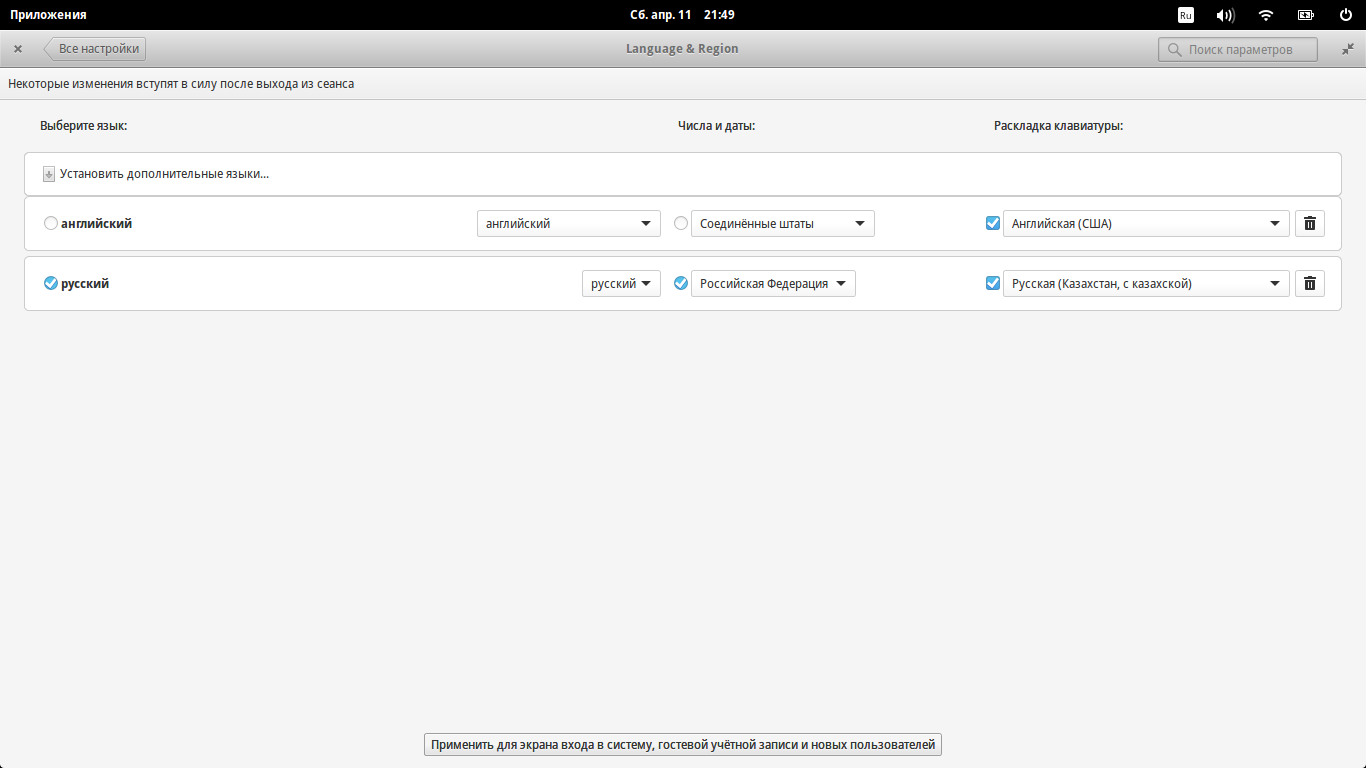 Приложения
Сб. апр. 11 21:49
Ru
Все настройки
Language & Region
Поиск параметров
Некоторые изменения вступят в силу после выхода из сеанса
Выберите язык: Числа и даты: Раскладка клавиатуры:
Установить дополнительные языки...
английский английский Соединённые штаты Английская (США)
русский русский Российская Федерация Русская (Казахстан, с казахской)
Применить для экрана входа в систему, гостевой учётной записи и новых пользователей